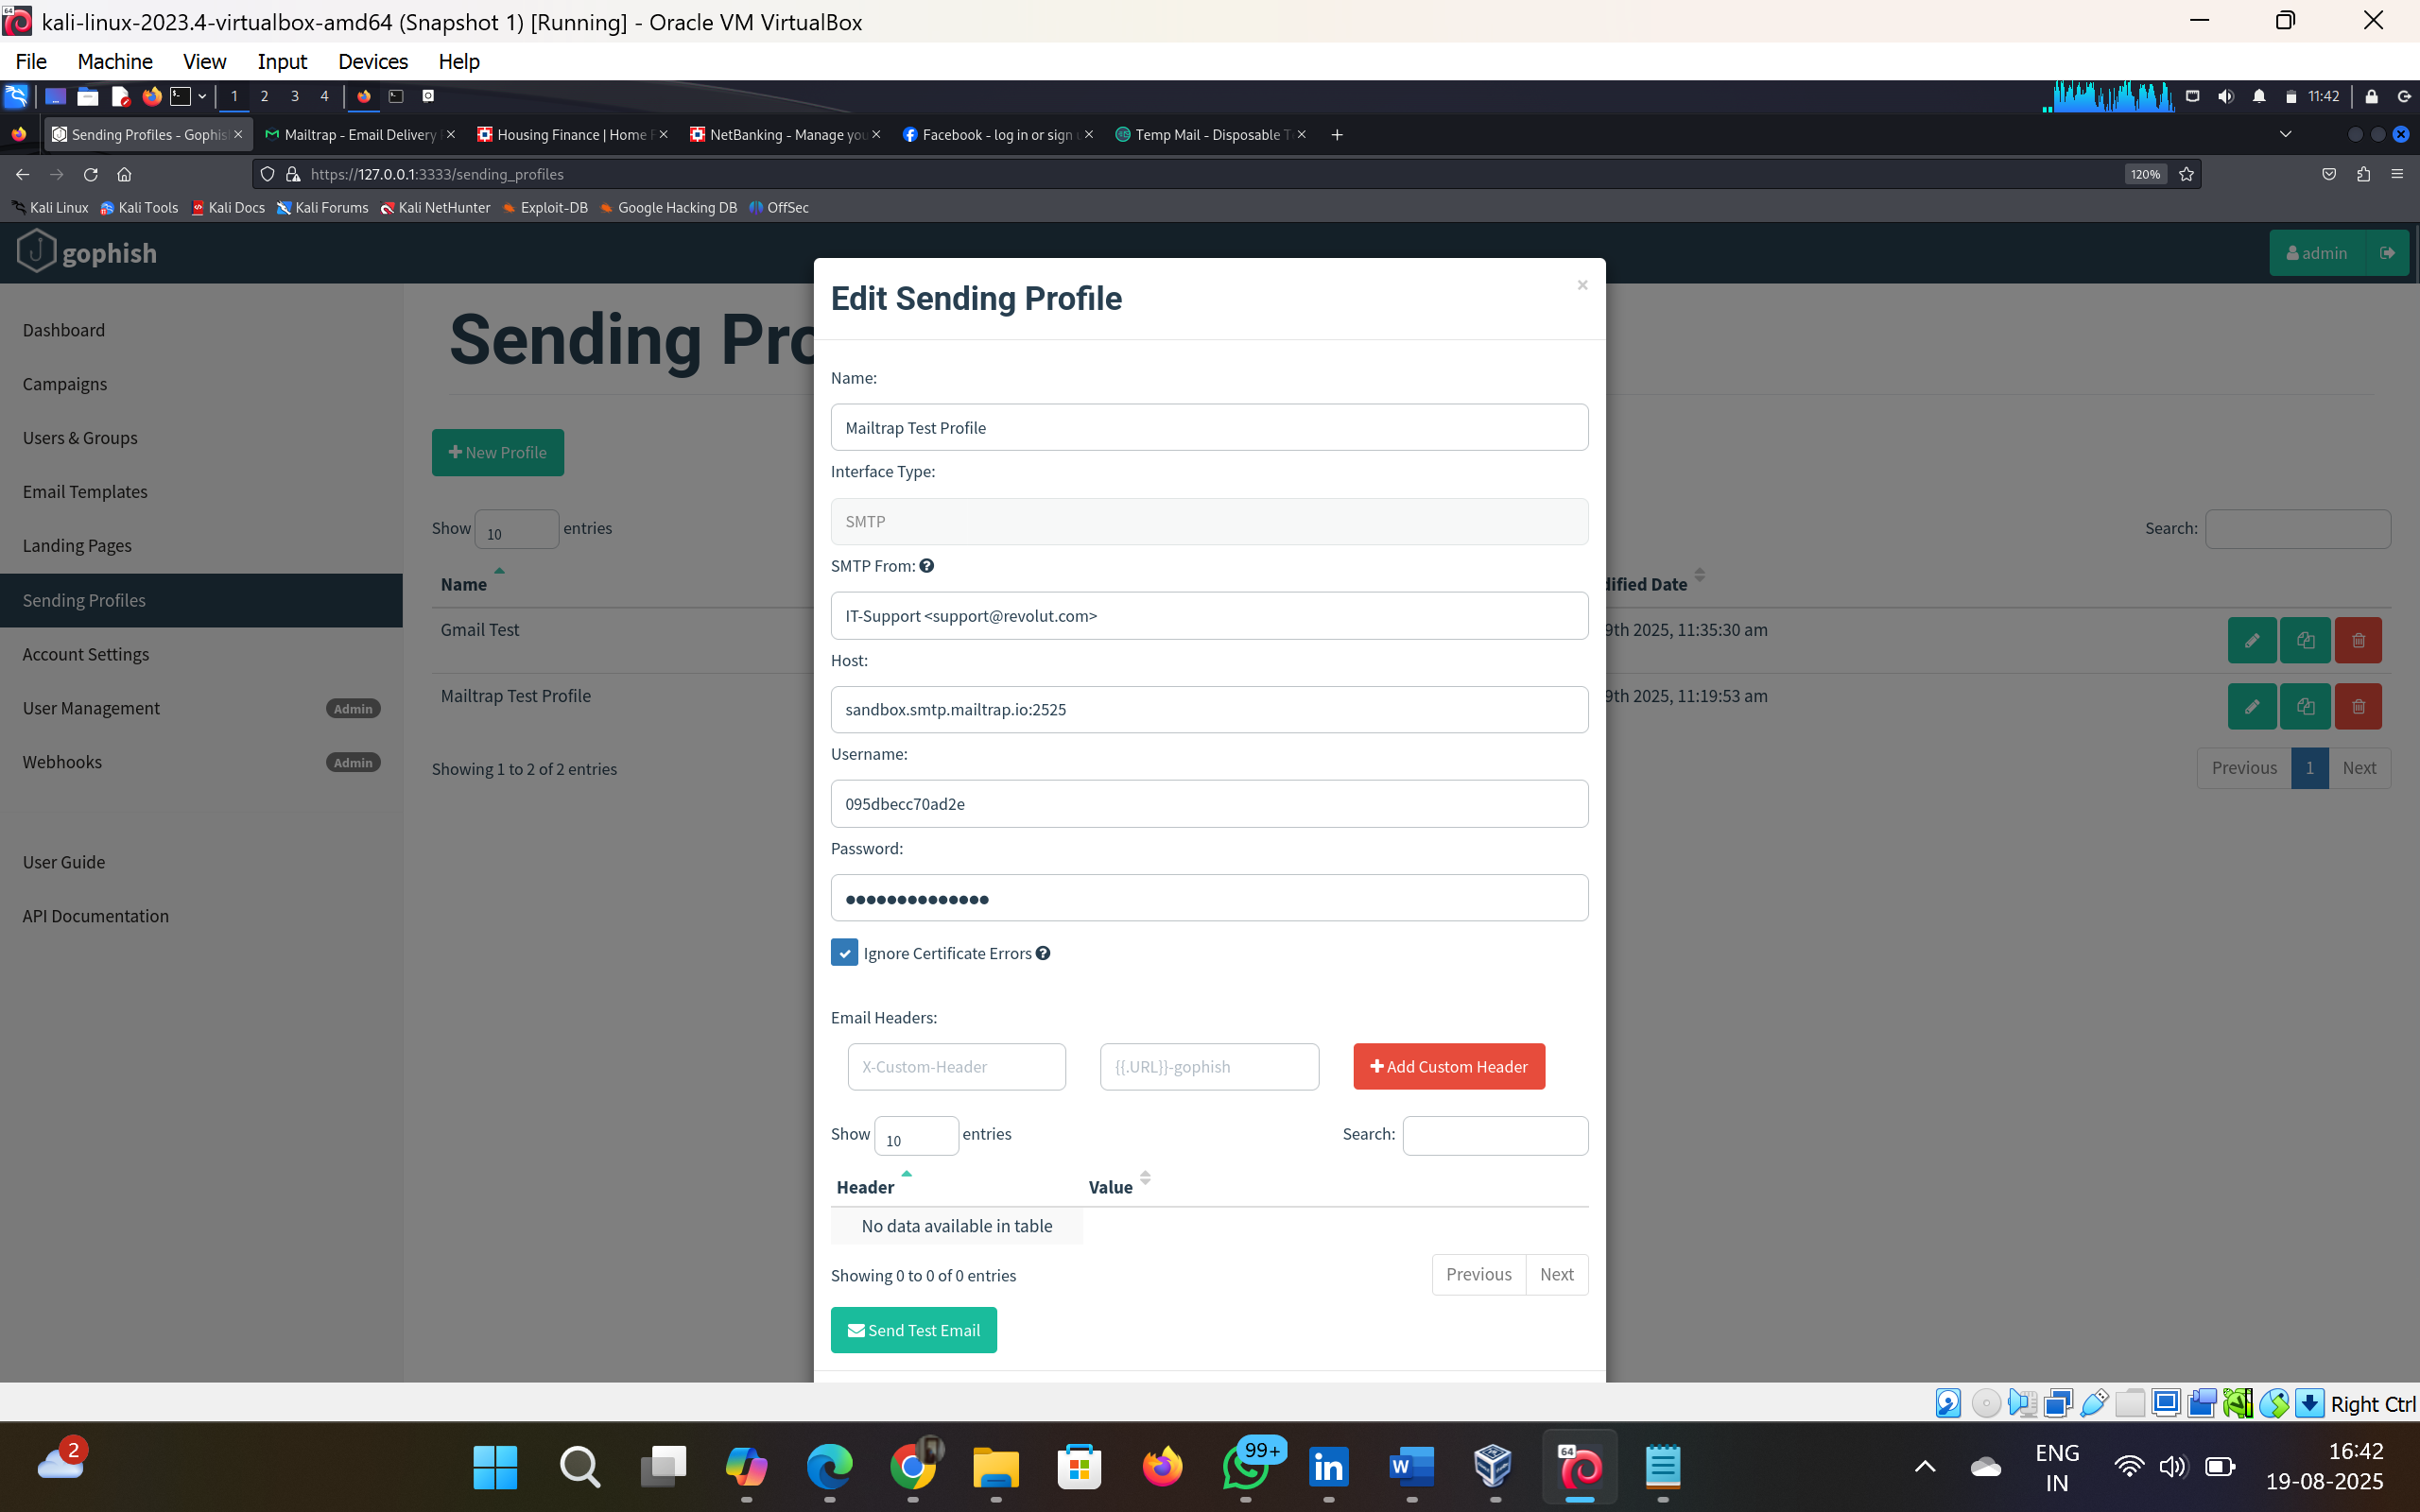 kali-linux-2023.4-virtualbox-amd64 (Snapshot 1) [Running] - Oracle VM VirtualBox
File Machine View Input Devices Help
1 2 3 4 11:42
Sending Profiles - Gophis Mailtrap - Email Delivery Housing Finance | Home F NetBanking - Manage you Facebook - log in or sign Temp Mail - Disposable T
https://127.0.0.1:3333/sending_profiles 120%
Kali Linux Kali Tools Kali Docs Kali Forums Kali NetHunter Exploit-DB Google Hacking DB OffSec
gophish admin
Dashboard
Campaigns
Users & Groups
Email Templates
Landing Pages
Sending Profiles
Account Settings
User Management Admin
Webhooks Admin
User Guide
API Documentation
Sending Pro
New Profile
Show 10 entries
Search:
Name dified Date
Gmail Test 9th 2025, 11:35:30 am
Mailtrap Test Profile 9th 2025, 11:19:53 am
Showing 1 to 2 of 2 entries
Previous 1 Next
Edit Sending Profile ×
Name:
Mailtrap Test Profile
Interface Type:
SMTP
SMTP From:
IT-Support <support@revolut.com>
Host:
sandbox.smtp.mailtrap.io:2525
Username:
095dbecc70ad2e
Password:
••••••••••••••
Ignore Certificate Errors
Email Headers:
X-Custom-Header {{.URL}}-gophish Add Custom Header
Show 10 entries Search:
Header Value
No data available in table
Showing 0 to 0 of 0 entries
Previous Next
Send Test Email
Right Ctrl
2
99+
64
ENG
IN
16:42
19-08-2025